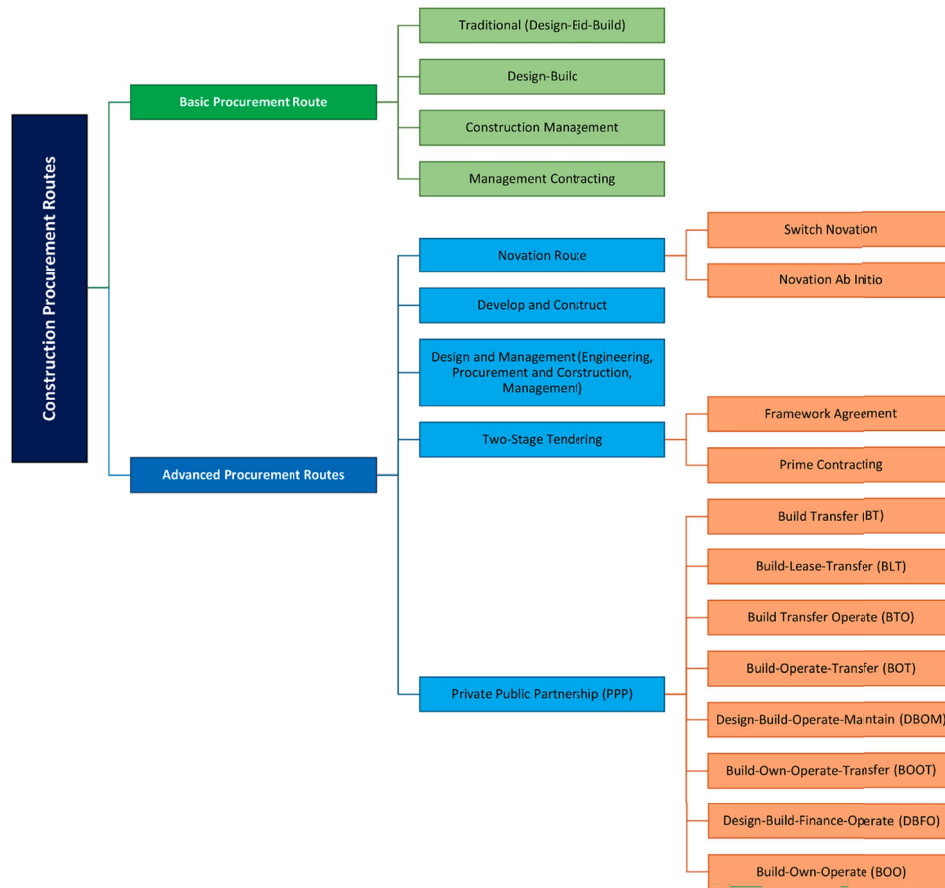 Construction Procurement Routes
Basic Procurement Route
Traditional (Design-Eid-Build)
Design-Builc
Construction Management
Management Contracting
Advanced Procurement Routes
Novation Route
Switch Novation
Novation Ab Initio
Develop and Construct
Design and Management (Engineering,
Procurement and Construction,
Management)
Two-Stage Tendering
Framework Agreement
Prime Contracting
Private Public Partnership (PPP)
Build Transfer (BT)
Build-Lease-Transfer (BLT)
Build Transfer Operate (BTO)
Build-Operate-Transfer (BOT)
Design-Build-Operate-Maintain (DBOM)
Build-Own-Operate-Transfer (BOOT)
Design-Build-Finance-Operate (DBFO)
Build-Own-Operate (BOO)